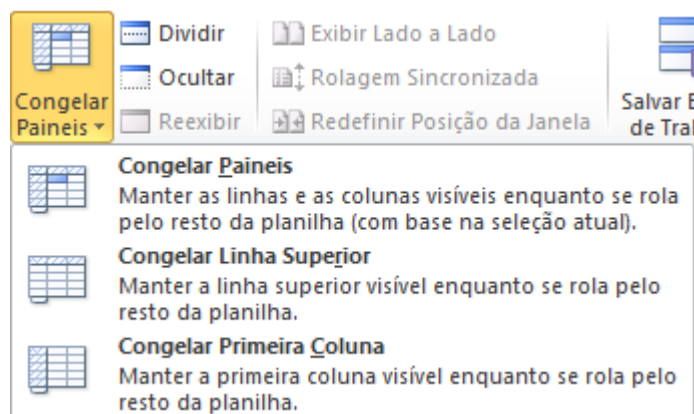 Congelar
Paineis
Dividir
Ocultar
Reexibir
Exibir Lado a Lado
Rolagem Sincronizada
Redefinir Posição da Janela
Salvar
de
Congelar Paineis
Manter as linhas e as colunas visíveis enquanto se rola
pelo resto da planilha (com base na seleção atual).
Congelar Linha Superior
Manter a linha superior visível enquanto se rola pelo
resto da planilha.
Congelar Primeira Coluna
Manter a primeira coluna visível enquanto se rola pelo
resto da planilha.